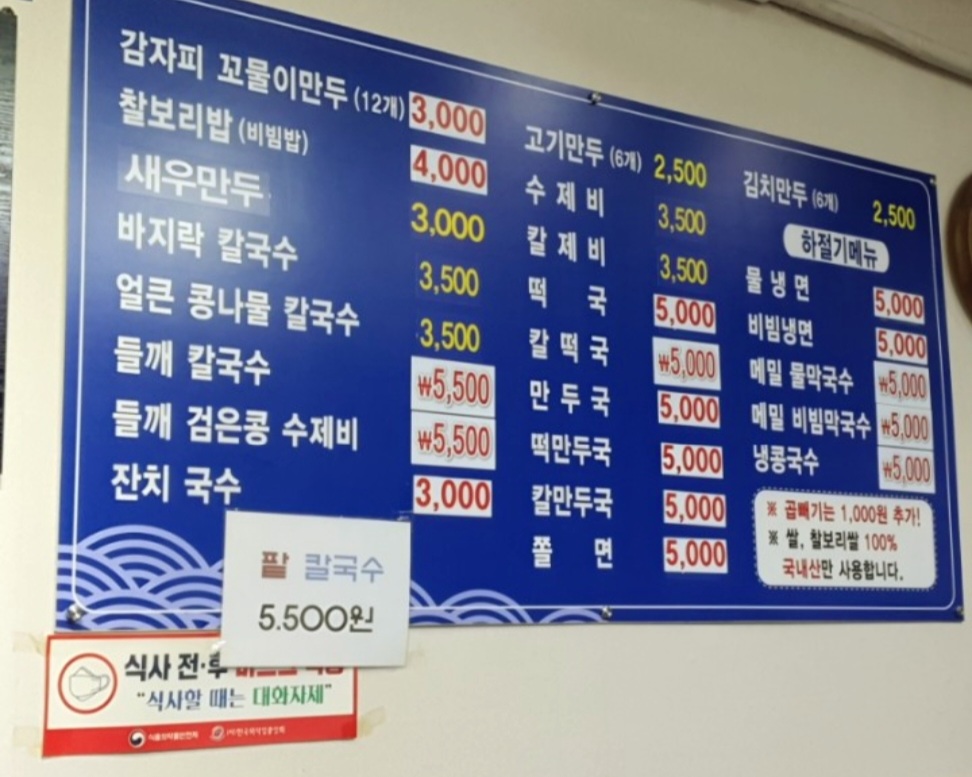 감자피 꼬물이만두 (12개) 3,000
찰보리밥 (비빔밥) 4,000
새우만두 3,000
바지락 칼국수 3,500
얼큰 콩나물 칼국수 3,500
들깨 칼국수 ₩5,500
들깨 검은콩 수제비 ₩5,500
잔치 국수 3,000
고기만두 (6개) 2,500
수제비 3,500
칼제비 3,500
떡국 5,000
칼떡국 ₩5,000
만두국 5,000
떡만두국 5,000
칼만두국 5,000
쫄면 5,000
김치만두 (6개) 2,500
하절기메뉴
물냉면 5,000
비빔냉면 5,000
메밀 물막국수 ₩5,000
메밀 비빔막국수 ₩5,000
냉콩국수 ₩5,000
※ 곱빼기는 1,000원 추가!
※ 쌀, 찰보리쌀 100%
국내산만 사용합니다.
팥 칼국수
5.500원
식사 전·후
"식사할 때는 대화자제"
식품의약품안전처